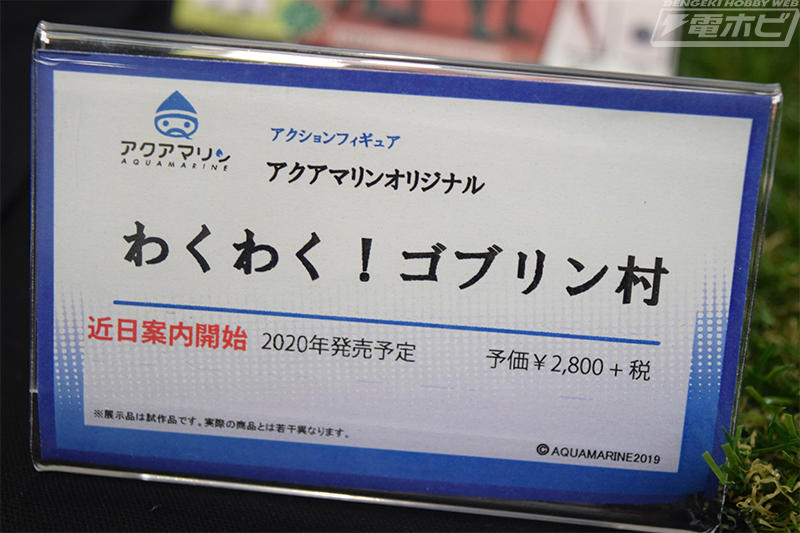 DENGEKI HOBBY WEB
電ホビ
アクアマリン
AQUAMARINE
アクションフィギュア
アクアマリンオリジナル
わくわく！ゴブリン村
近日案内開始 2020年発売予定 予価￥2,800＋税
※展示品は試作品です。実際の商品とは若干異なります。
©AQUAMARINE2019